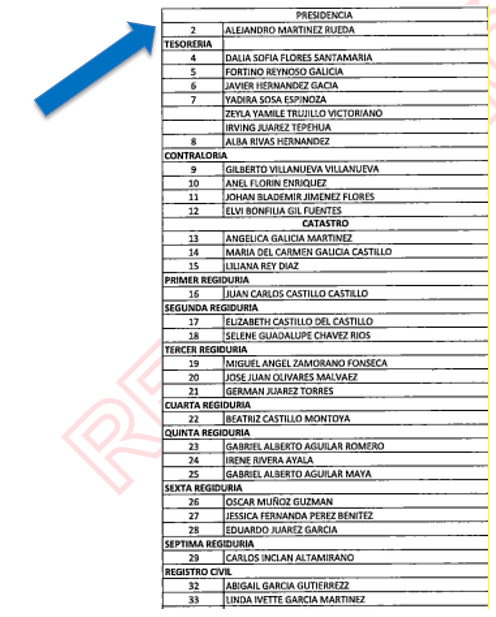 PRESIDENCIA
2 ALEJANDRO MARTINEZ RUEDA
TESORERIA
4 DALIA SOFIA FLORES SANTAMARIA
5 FORTINO REYNOSO GALICIA
6 JAVIER HERNANDEZ GACIA
7 YADIRA SOSA ESPINOZA
ZEYLA YAMILE TRUJILLO VICTORIANO
IRVING JUAREZ TEPEHUA
8 ALBA RIVAS HERNANDEZ
CONTRALORIA
9 GILBERTO VILLANUEVA VILLANUEVA
10 ANEL FLORIN ENRIQUEZ
11 JOHAN BLADEMIR JIMENEZ FLORES
12 ELVI BONFILIA GIL FUENTES
CATASTRO
13 ANGELICA GALICIA MARTINEZ
14 MARIA DEL CARMEN GALICIA CASTILLO
15 LILIANA REY DIAZ
PRIMER REGIDURIA
16 JUAN CARLOS CASTILLO CASTILLO
SEGUNDA REGIDURIA
17 ELIZABETH CASTILLO DEL CASTILLO
18 SELENE GUADALUPE CHAVEZ RIOS
TERCER REGIDURIA
19 MIGUEL ANGEL ZAMORANO FONSECA
20 JOSE JUAN OLIVARES MALVAEZ
21 GERMAN JUAREZ TORRES
CUARTA REGIDURIA
22 BEATRIZ CASTILLO MONTOYA
QUINTA REGIDURIA
23 GABRIEL ALBERTO AGUILAR ROMERO
24 IRENE RIVERA AYALA
25 GABRIEL ALBERTO AGUILAR MAYA
SEXTA REGIDURIA
26 OSCAR MUÑOZ GUZMAN
27 JESSICA FERNANDA PEREZ BENITEZ
28 EDUARDO JUAREZ GARCIA
SEPTIMA REGIDURIA
29 CARLOS INCLAN ALTAMIRANO
REGISTRO CIVIL
32 ABIGAIL GARCIA GUTIERREZZ
33 LINDA IVETTE GARCIA MARTINEZ